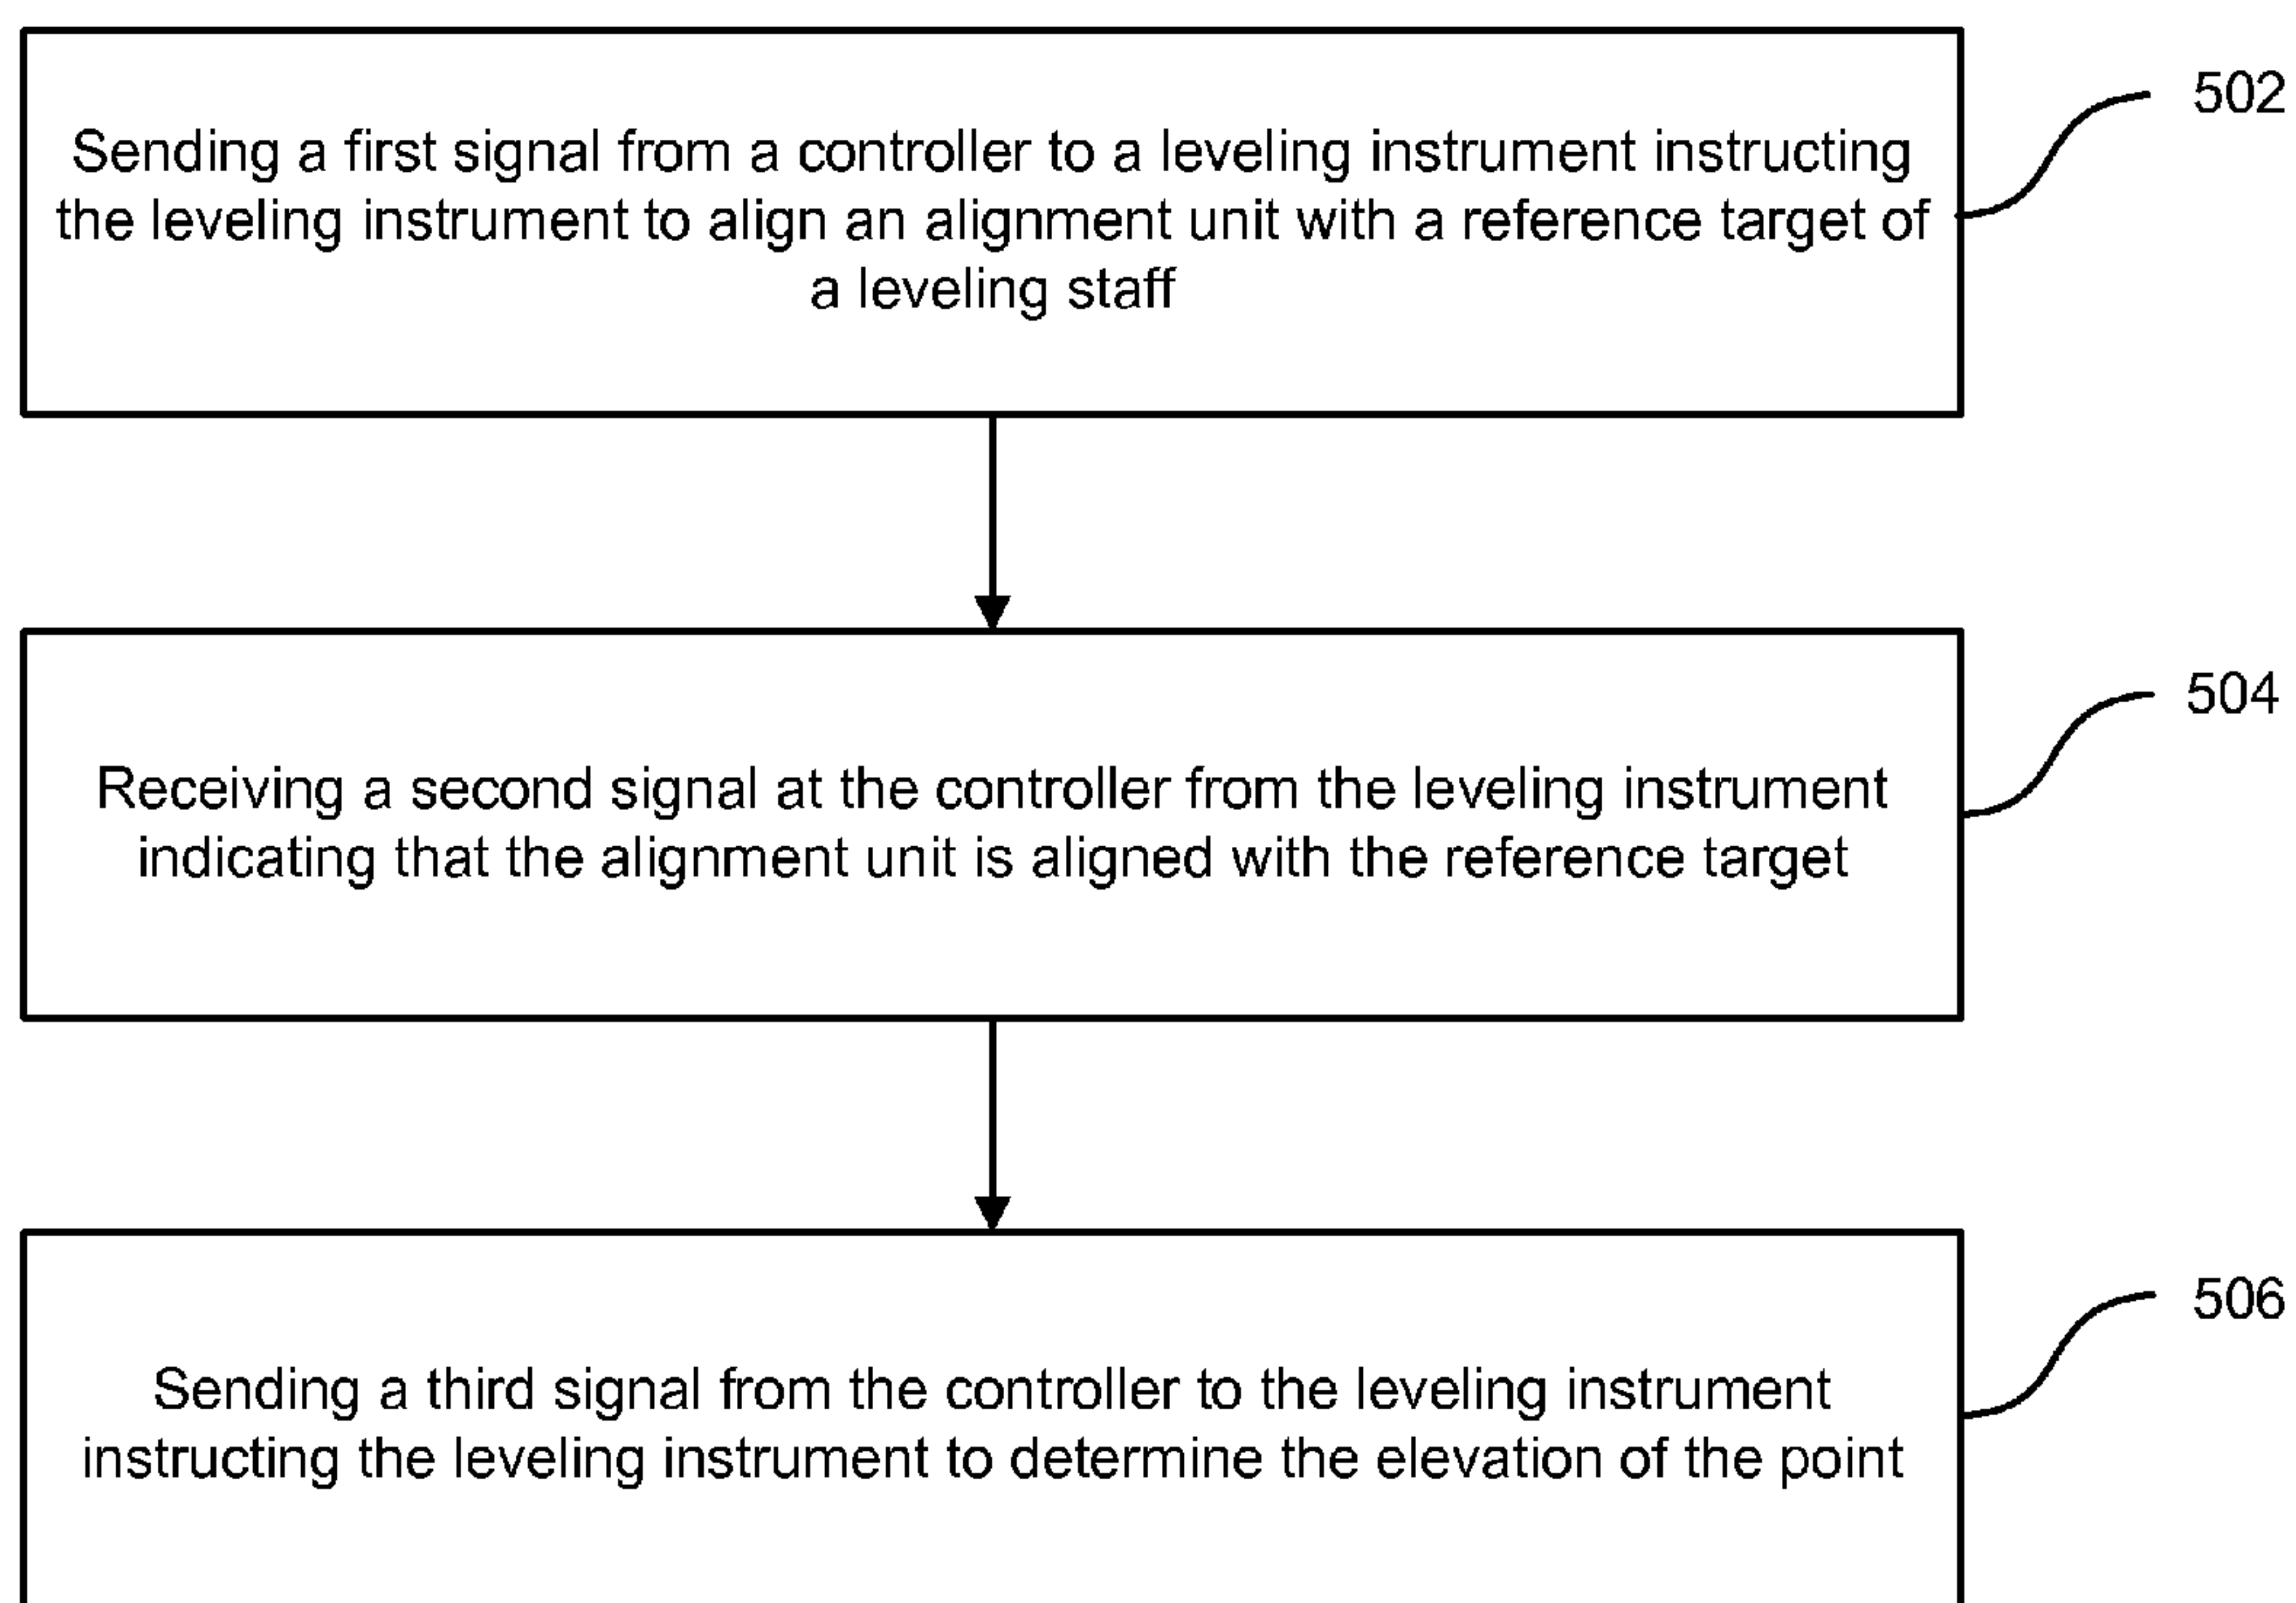 Sending a first signal from a controller to a leveling instrument instructing
the leveling instrument to align an alignment unit with a reference target of
a leveling staff
502
Receiving a second signal at the controller from the leveling instrument
indicating that the alignment unit is aligned with the reference target
504
Sending a third signal from the controller to the leveling instrument
instructing the leveling instrument to determine the elevation of the point
506